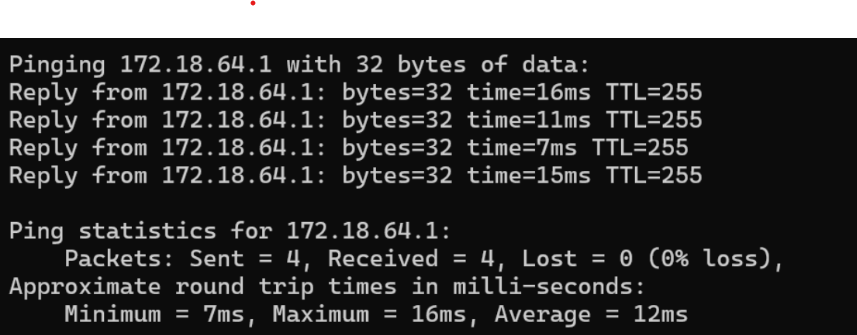 Pinging 172.18.64.1 with 32 bytes of data:
Reply from 172.18.64.1: bytes=32 time=16ms TTL=255
Reply from 172.18.64.1: bytes=32 time=11ms TTL=255
Reply from 172.18.64.1: bytes=32 time=7ms TTL=255
Reply from 172.18.64.1: bytes=32 time=15ms TTL=255

Ping statistics for 172.18.64.1:
    Packets: Sent = 4, Received = 4, Lost = 0 (0% loss),
Approximate round trip times in milli-seconds:
    Minimum = 7ms, Maximum = 16ms, Average = 12ms